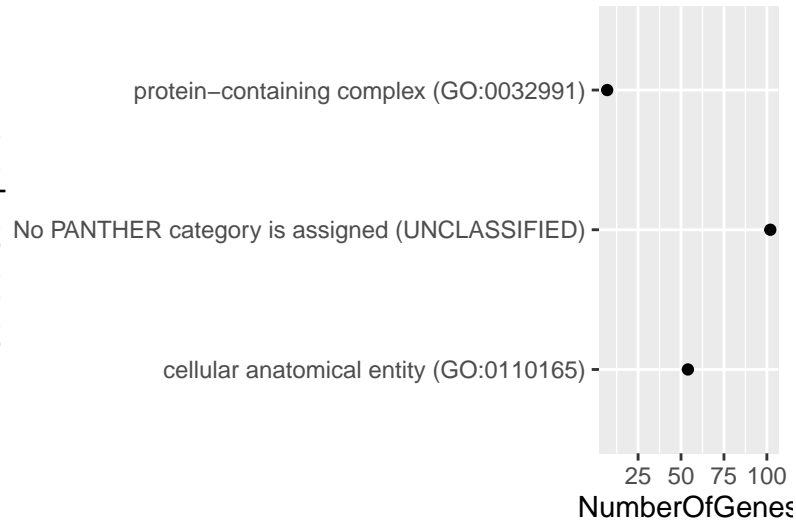 protein−containing complex (GO:0032991)
No PANTHER category is assigned (UNCLASSIFIED)
cellular anatomical entity (GO:0110165)
25 50 75 100
NumberOfGenes